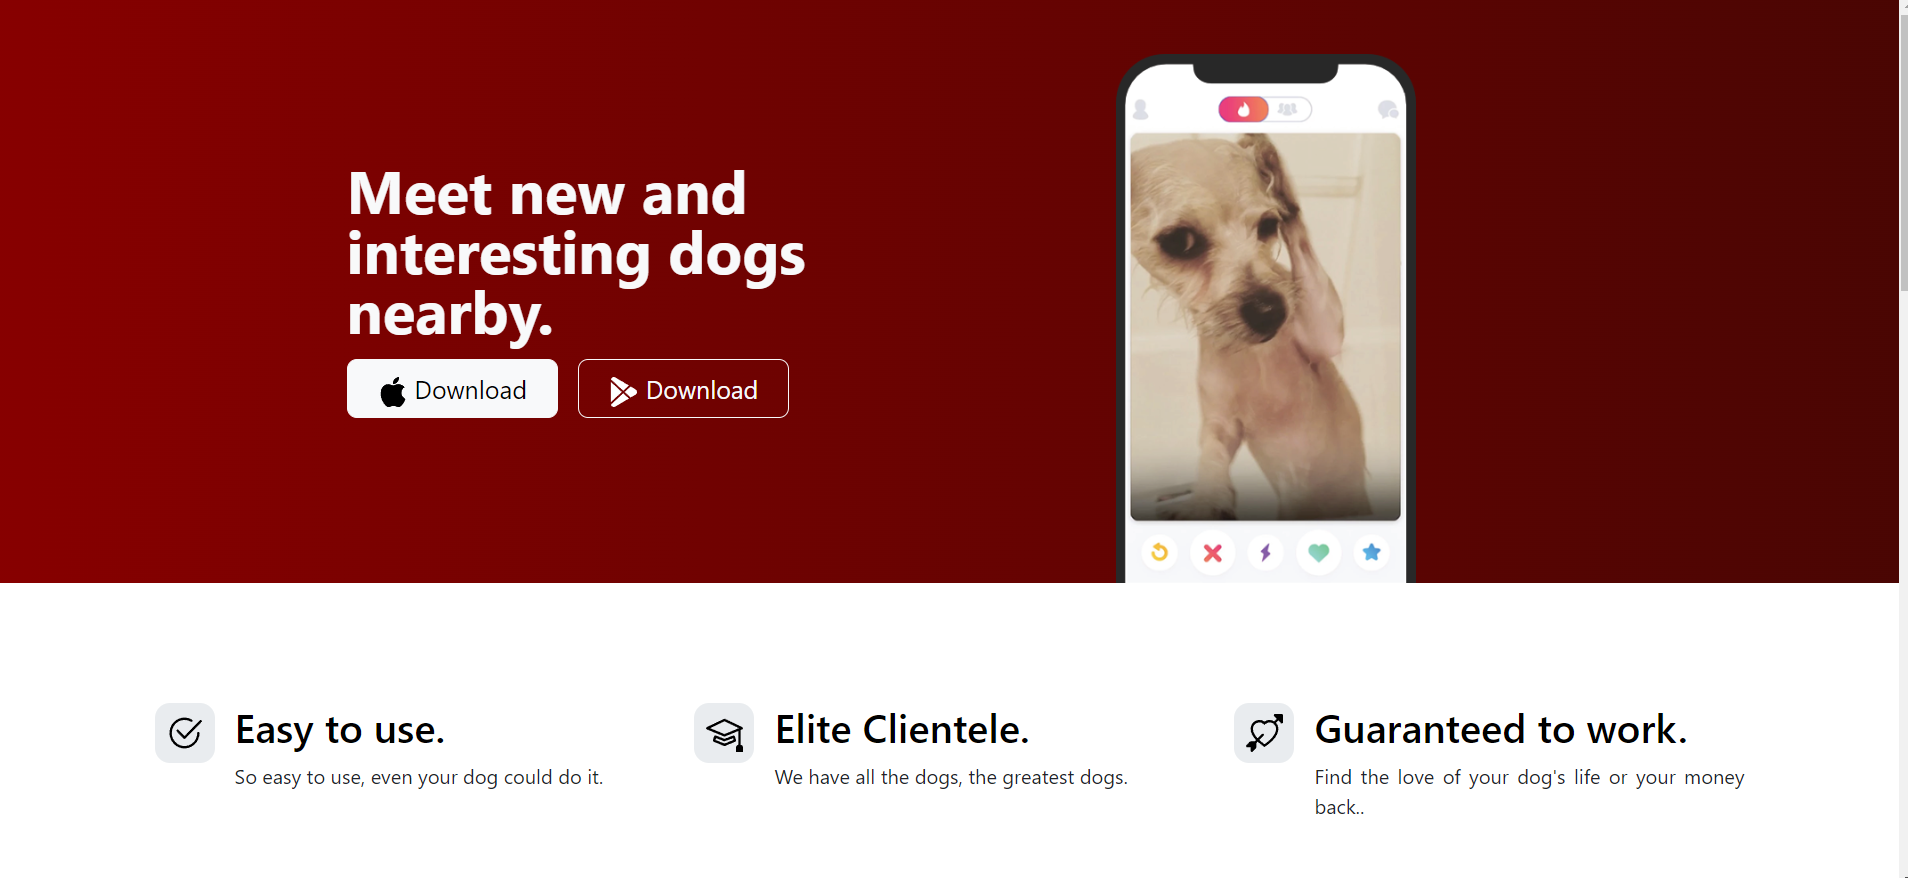 Meet new and
interesting dogs
nearby.
Download
Download
Easy to use.
So easy to use, even your dog could do it.
Elite Clientele.
We have all the dogs, the greatest dogs.
Guaranteed to work.
Find the love of your dog's life or your money
back..